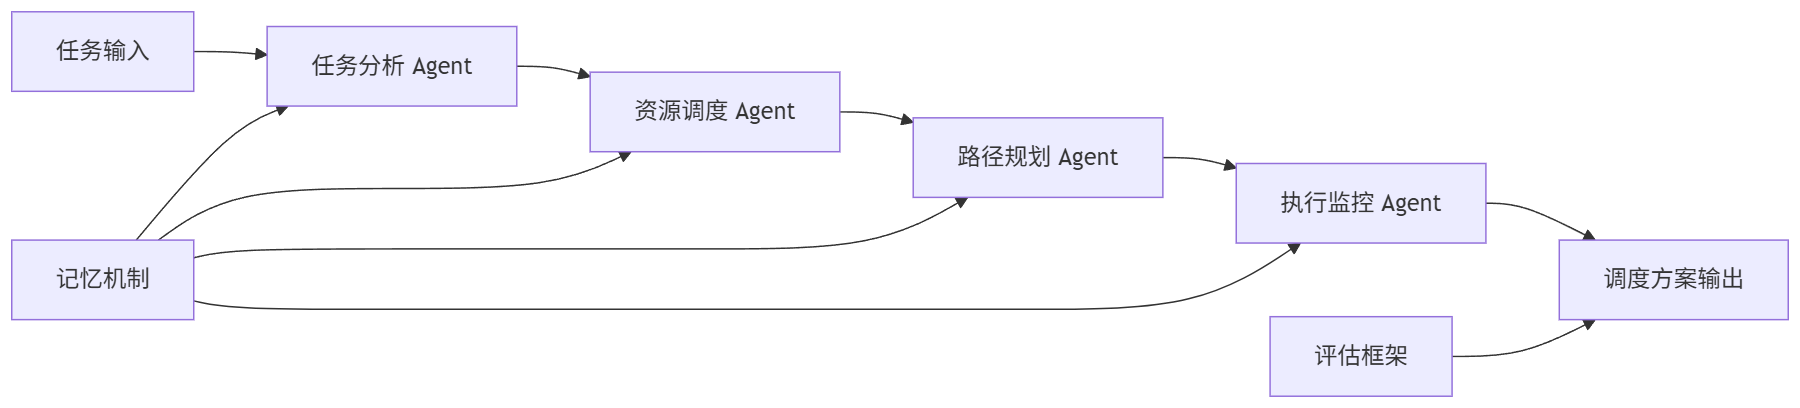 任务输入
任务分析 Agent
资源调度 Agent
路径规划 Agent
执行监控 Agent
记忆机制
调度方案输出
评估框架